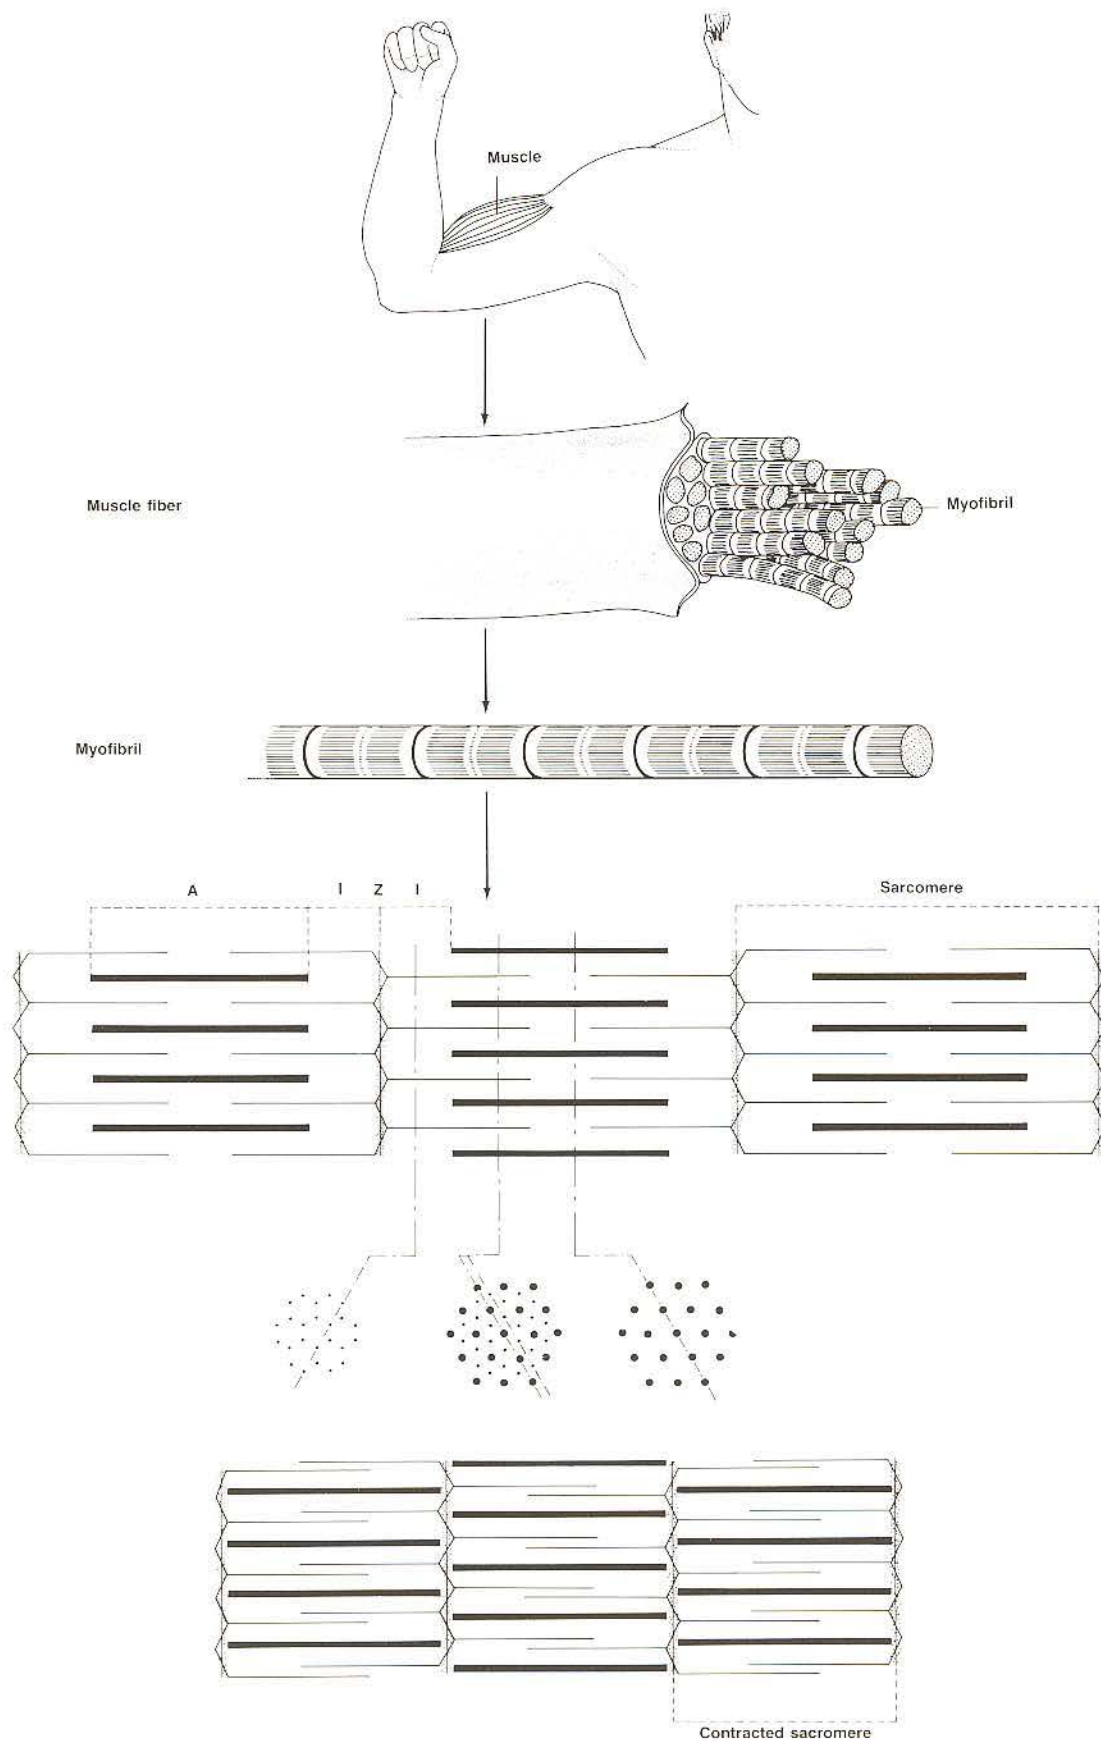 Muscle
Muscle fiber
Myofibril
Myofibril
A I Z I
Sarcomere
Contracted sacromere